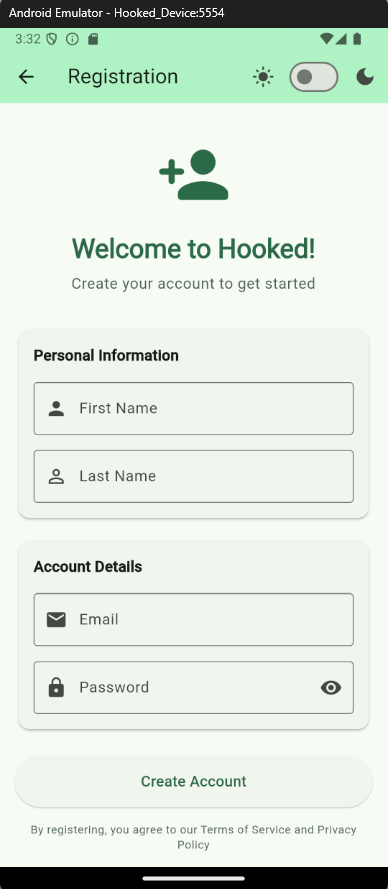 Android Emulator - Hooked_Device:5554
3:32
Registration
Welcome to Hooked!
Create your account to get started
Personal Information
First Name
Last Name
Account Details
Email
Password
Create Account
By registering, you agree to our Terms of Service and Privacy
Policy